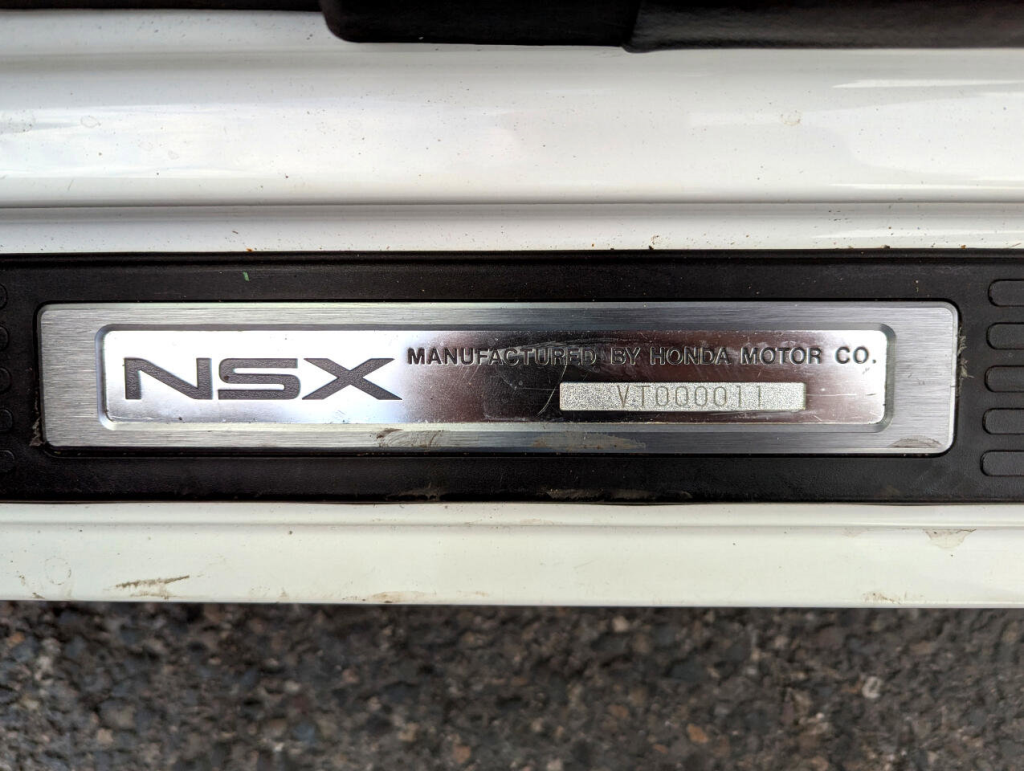 NSX MANUFACTURED BY HONDA MOTOR CO.
VT000011